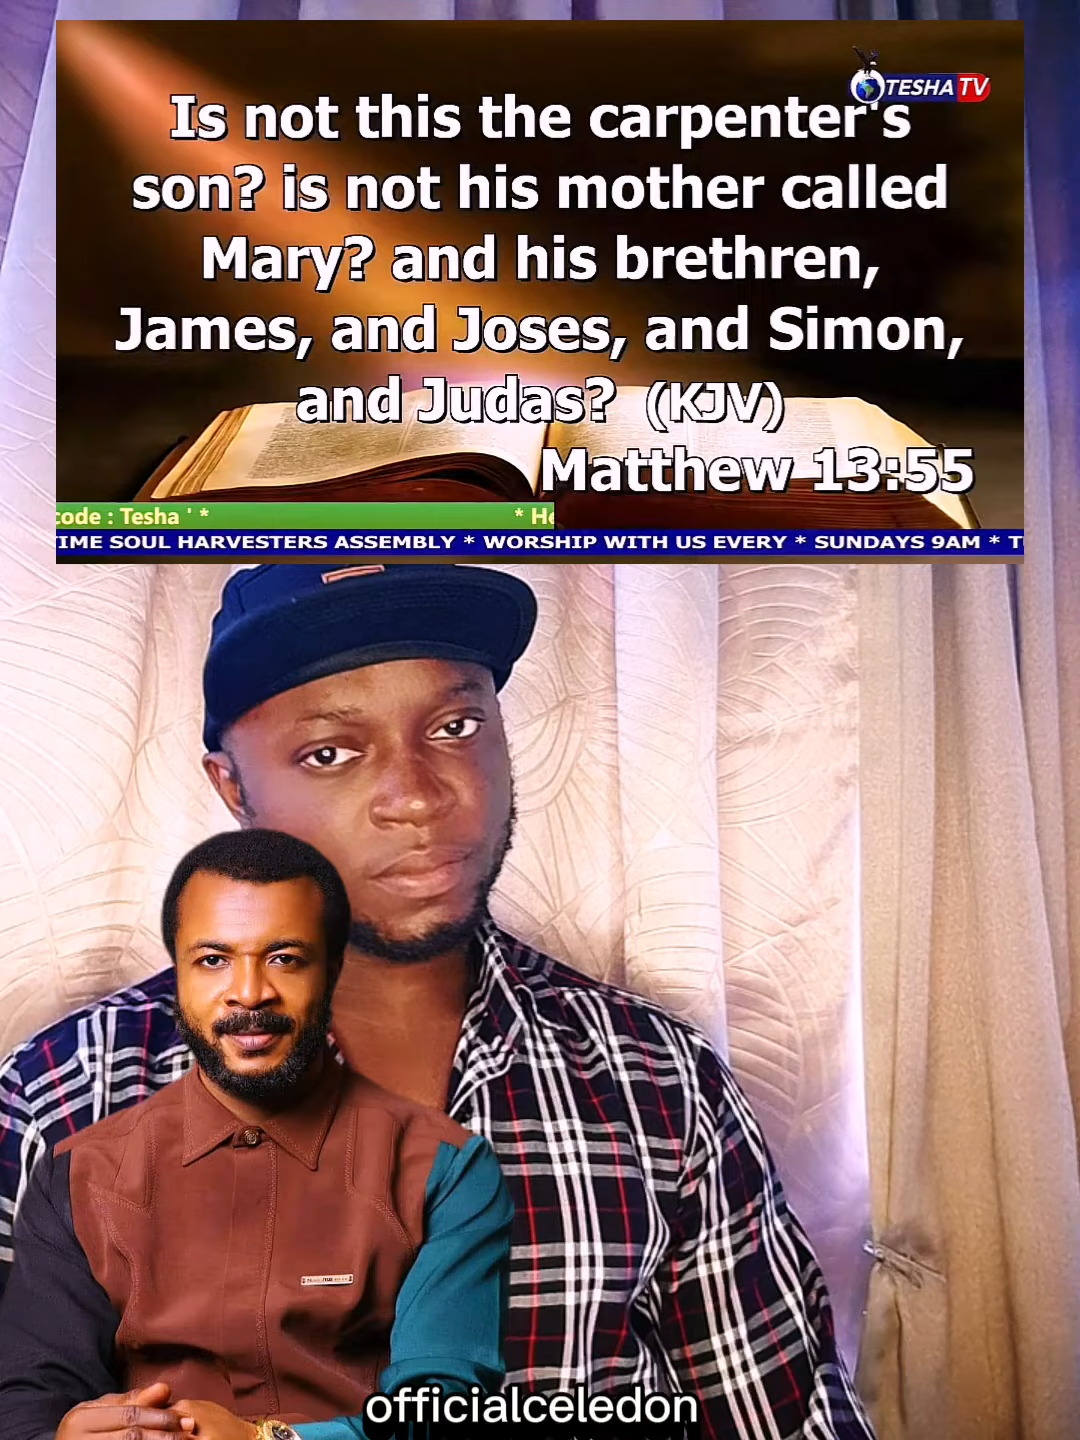 TESHA TV
Is not this the carpenter's
son? is not his mother called
Mary? and his brethren,
James, and Joses, and Simon,
and Judas? (KJV)
Matthew 13:55
code : Tesha ' *
TIME SOUL HARVESTERS ASSEMBLY * WORSHIP WITH US EVERY * SUNDAYS 9AM *
officialceledon